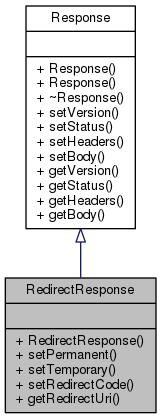 Response
+ Response()
+ Response()
+ ~Response()
+ setVersion()
+ setStatus()
+ setHeaders()
+ setBody()
+ getVersion()
+ getStatus()
+ getHeaders()
+ getBody()
RedirectResponse
+ RedirectResponse()
+ setPermanent()
+ setTemporary()
+ setRedirectCode()
+ getRedirectUri()